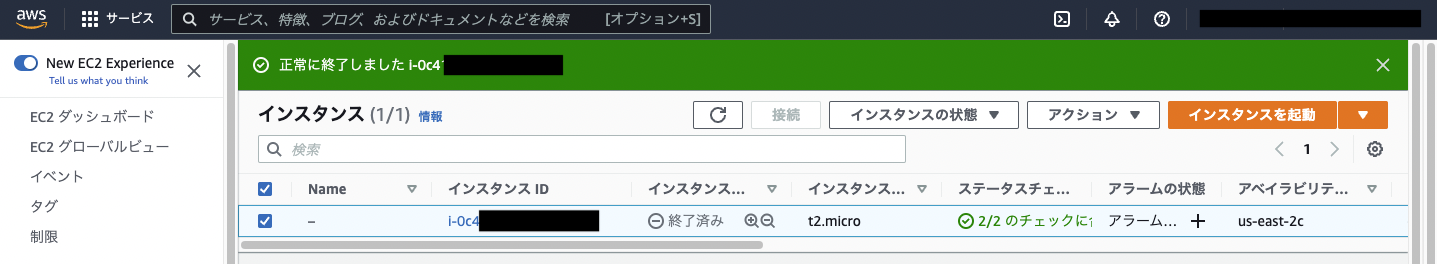 aws サービス サービス、特徴、ブログ、およびドキュメントなどを検索 [オプション+S]
New EC2 Experience
Tell us what you think
EC2 ダッシュボード
EC2 グローバルビュー
イベント
タグ
制限
正常に終了しました i-0c4
インスタンス (1/1) 情報 接続 インスタンスの状態 アクション インスタンスを起動
検索 1
Name インスタンス ID インスタンス... インスタンス... ステータスチェ... アラームの状態 アベイラビリテ...
– i-0c4 終了済み t2.micro 2/2 のチェックに アラーム... us-east-2c